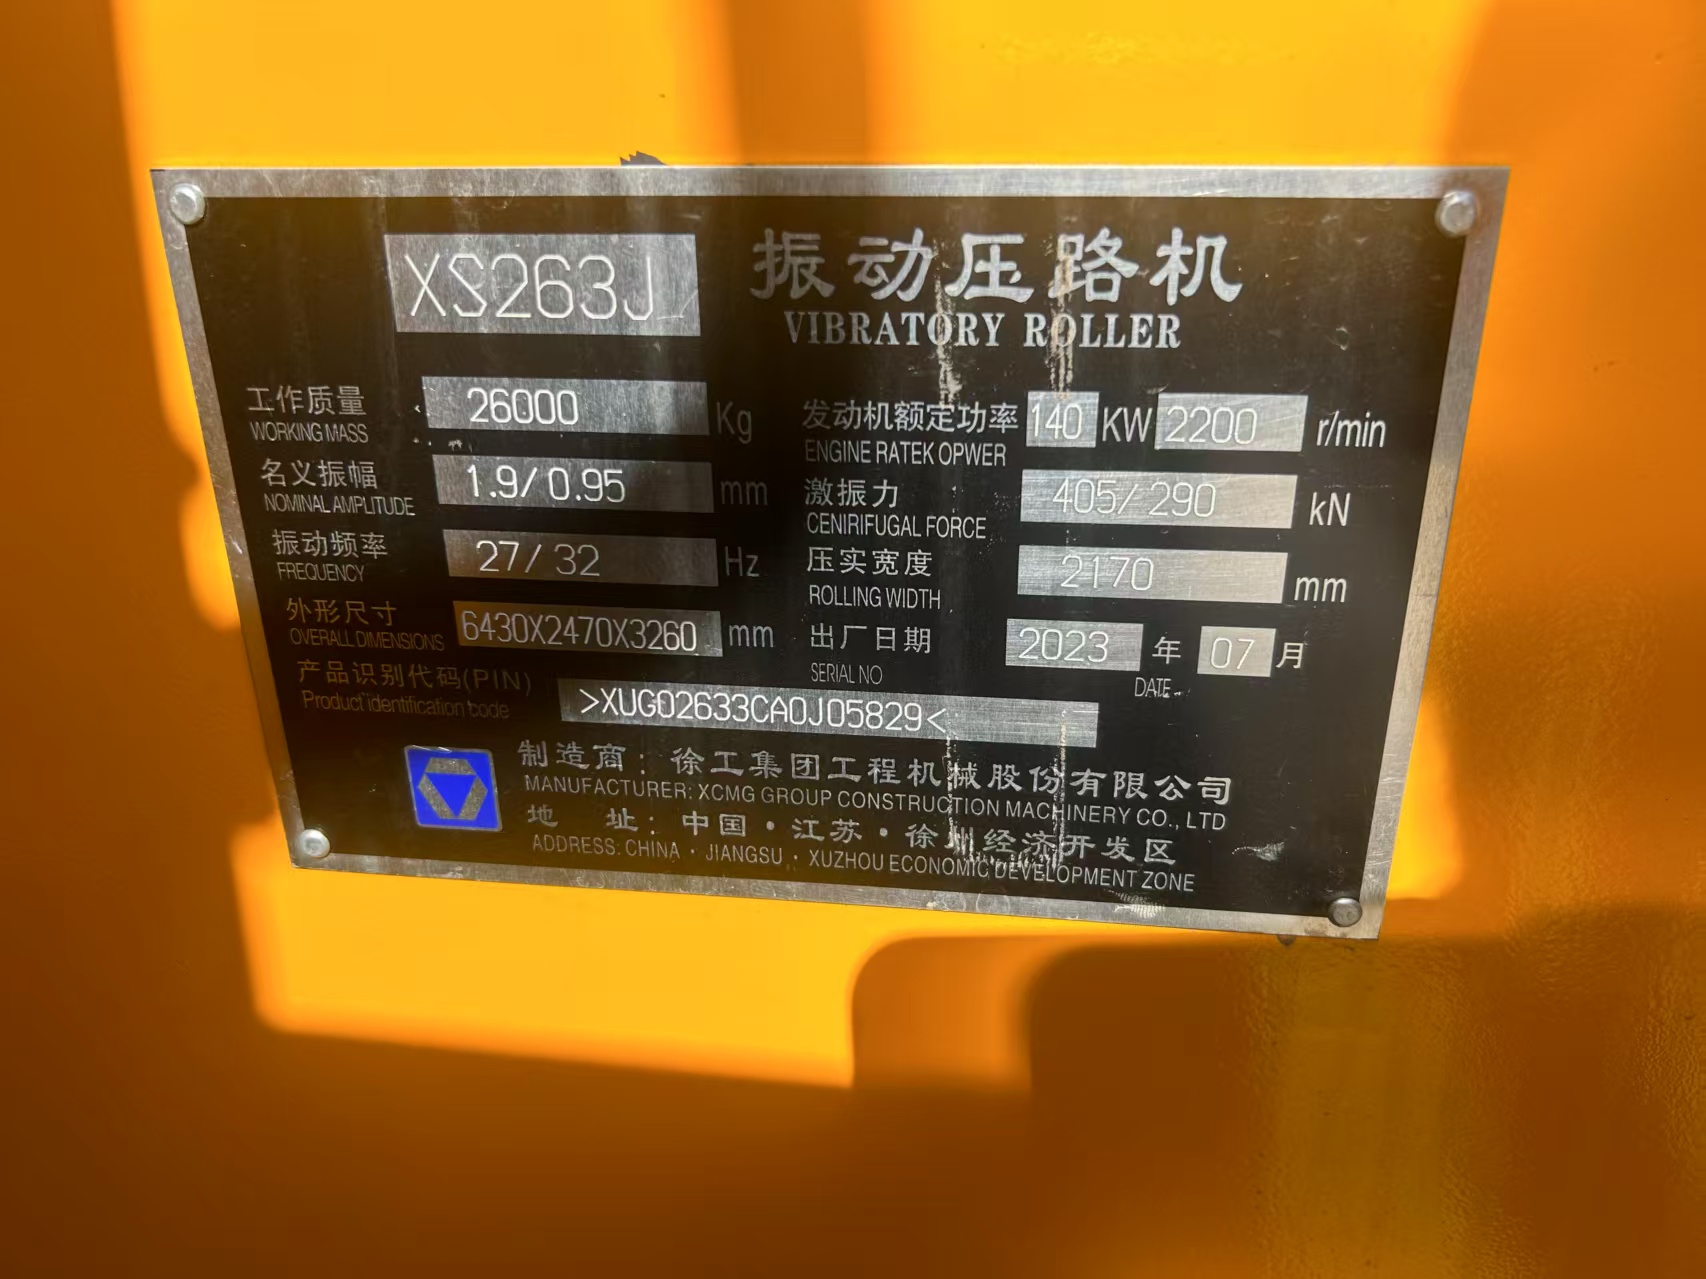 XS263J 振动压路机
VIBRATORY ROLLER
工作质量 26000 Kg
WORKING MASS
名义振幅 1.9/0.95 mm
NOMINAL AMPLITUDE
振动频率 27/32 Hz
FREQUENCY
外形尺寸 6430X2470X3260 mm
OVERALL DIMENSIONS
发动机额定功率 140 KW 2200 r/min
ENGINE RATEK OPWER
激振力 405/290 kN
CENIRIFUGAL FORCE
压实宽度 2170 mm
ROLLING WIDTH
出厂日期 2023 年 07 月
SERIAL NO DATE
产品识别代码(PIN) >XUG02633CA0J05829<
Product identification code
制造商：徐工集团工程机械股份有限公司
MANUFACTURER: XCMG GROUP CONSTRUCTION MACHINERY CO., LTD
地 址：中国·江苏·徐州经济开发区
ADDRESS: CHINA · JIANGSU · XUZHOU ECONOMIC DEVELOPMENT ZONE